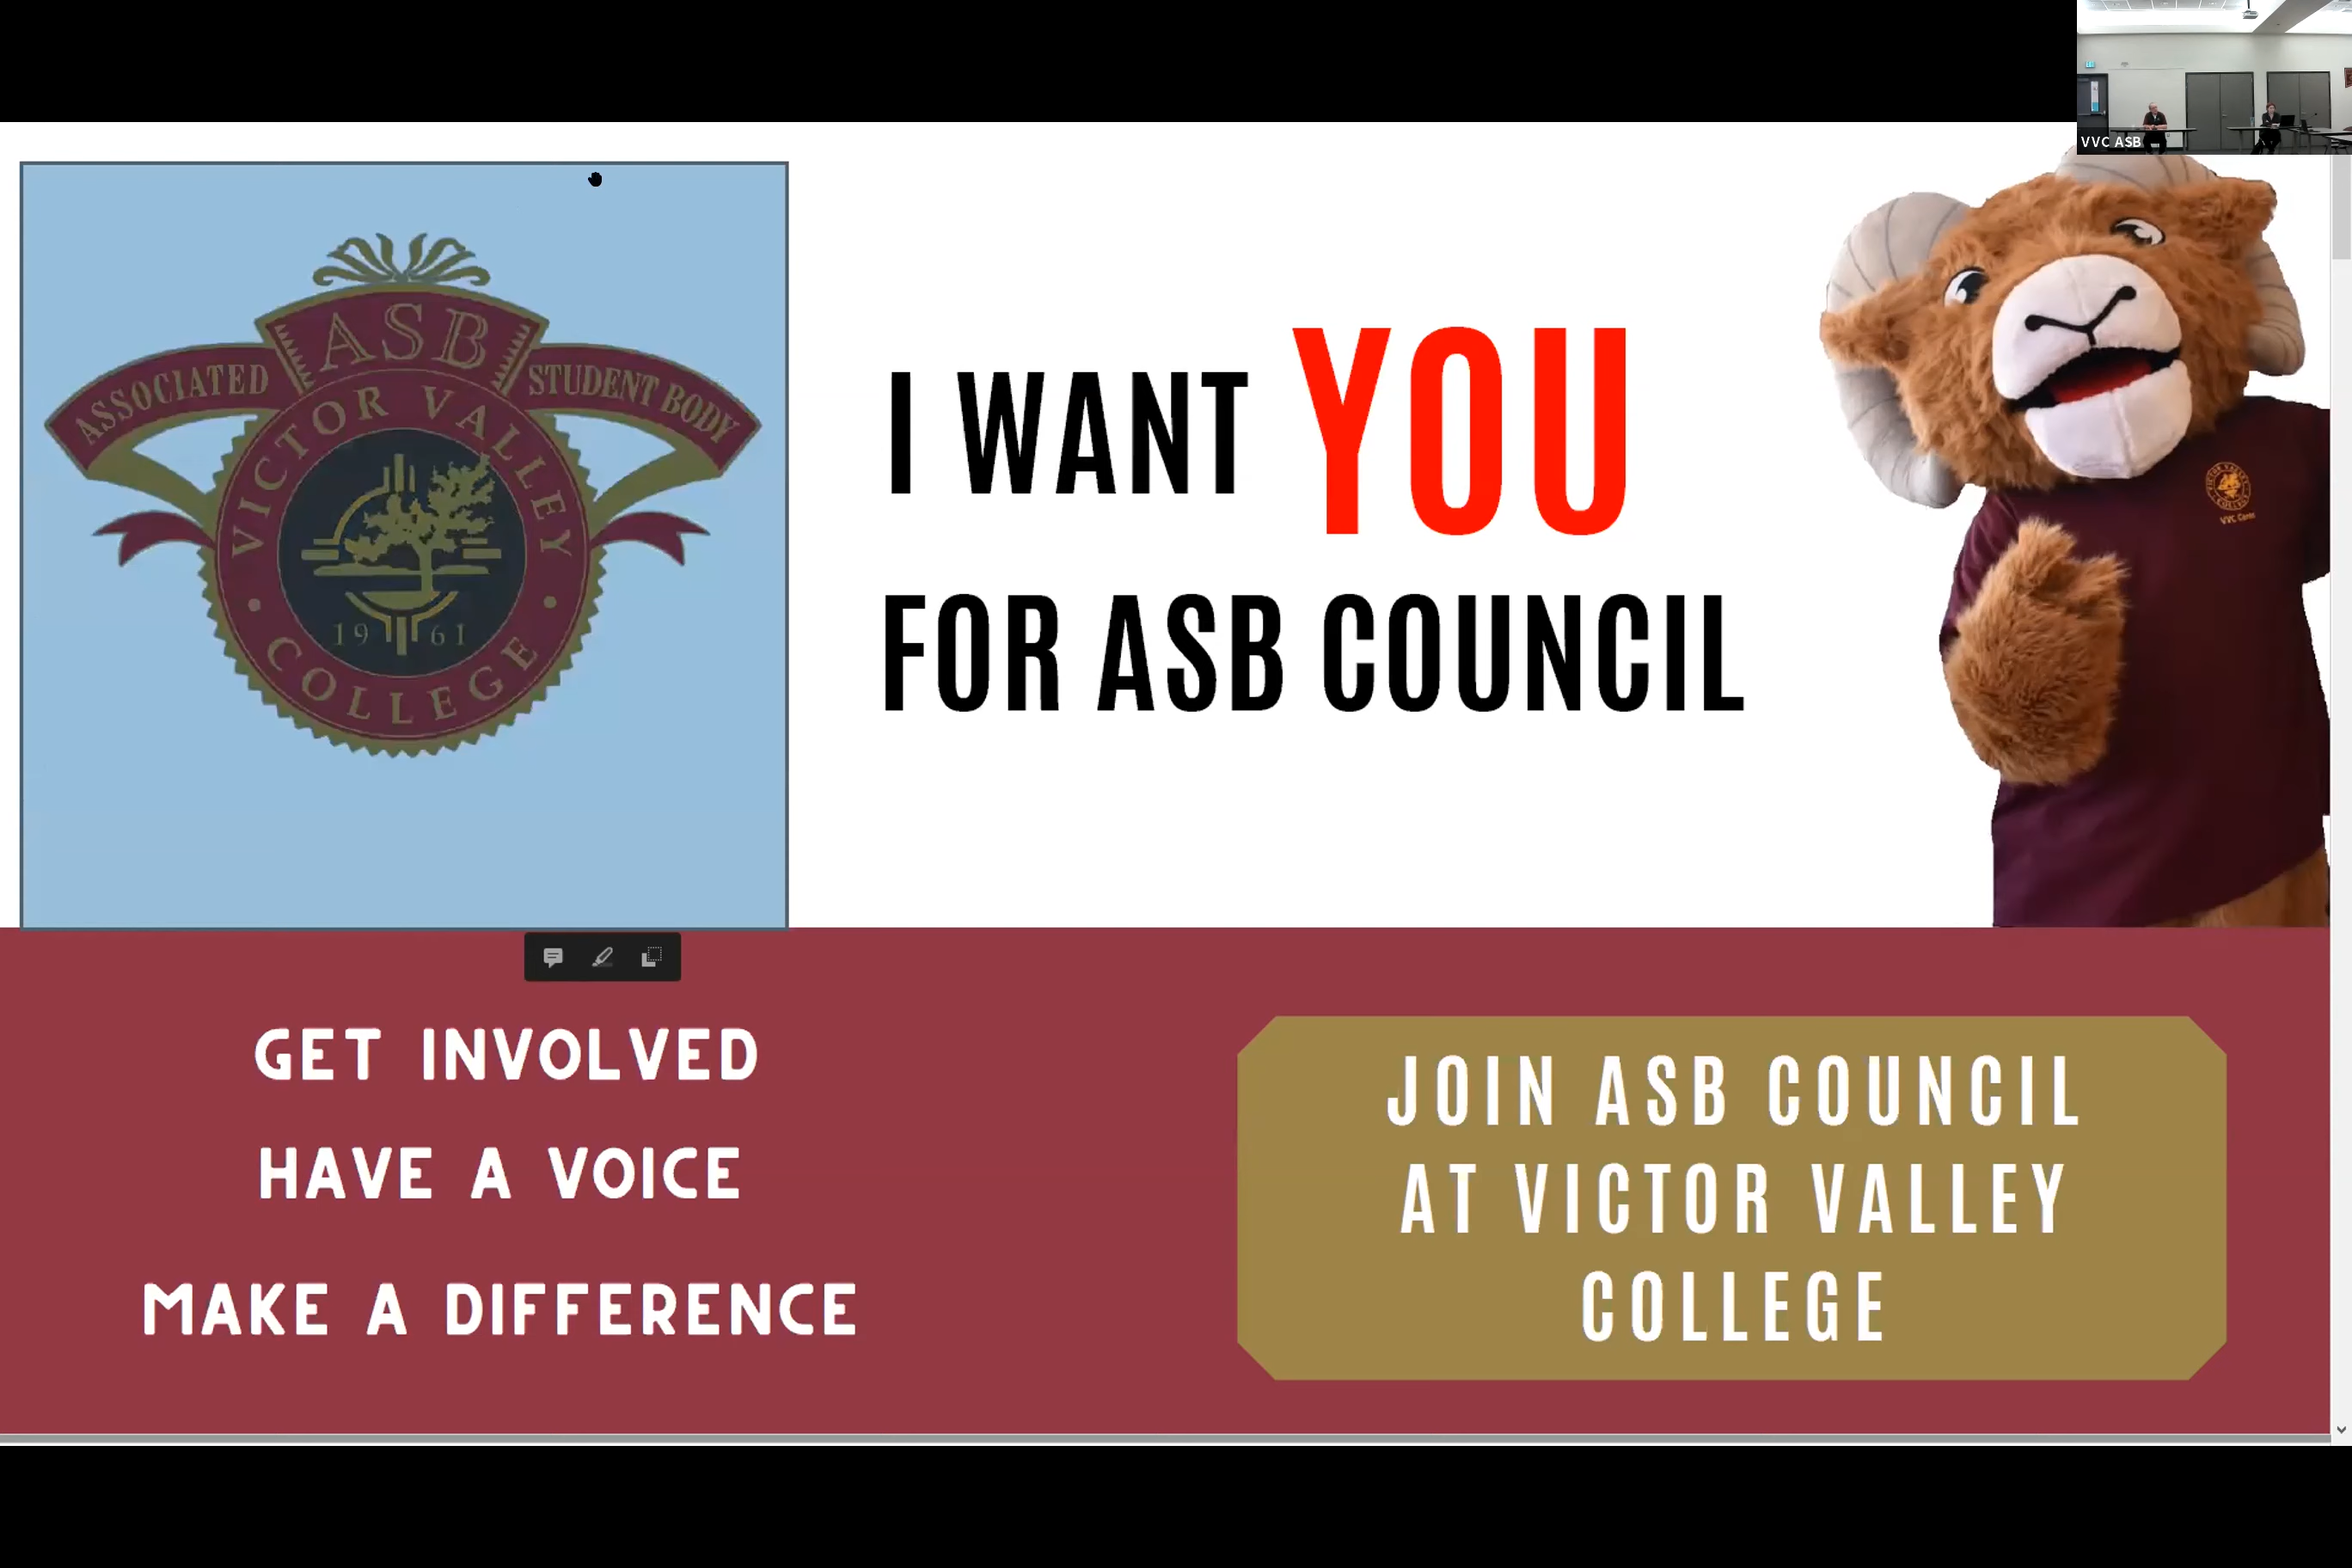 VVC ASB
ASB
ASSOCIATED STUDENT BODY
VICTOR VALLEY
19 61
COLLEGE
I WANT YOU
FOR ASB COUNCIL
GET INVOLVED
HAVE A VOICE
MAKE A DIFFERENCE
JOIN ASB COUNCIL
AT VICTOR VALLEY
COLLEGE